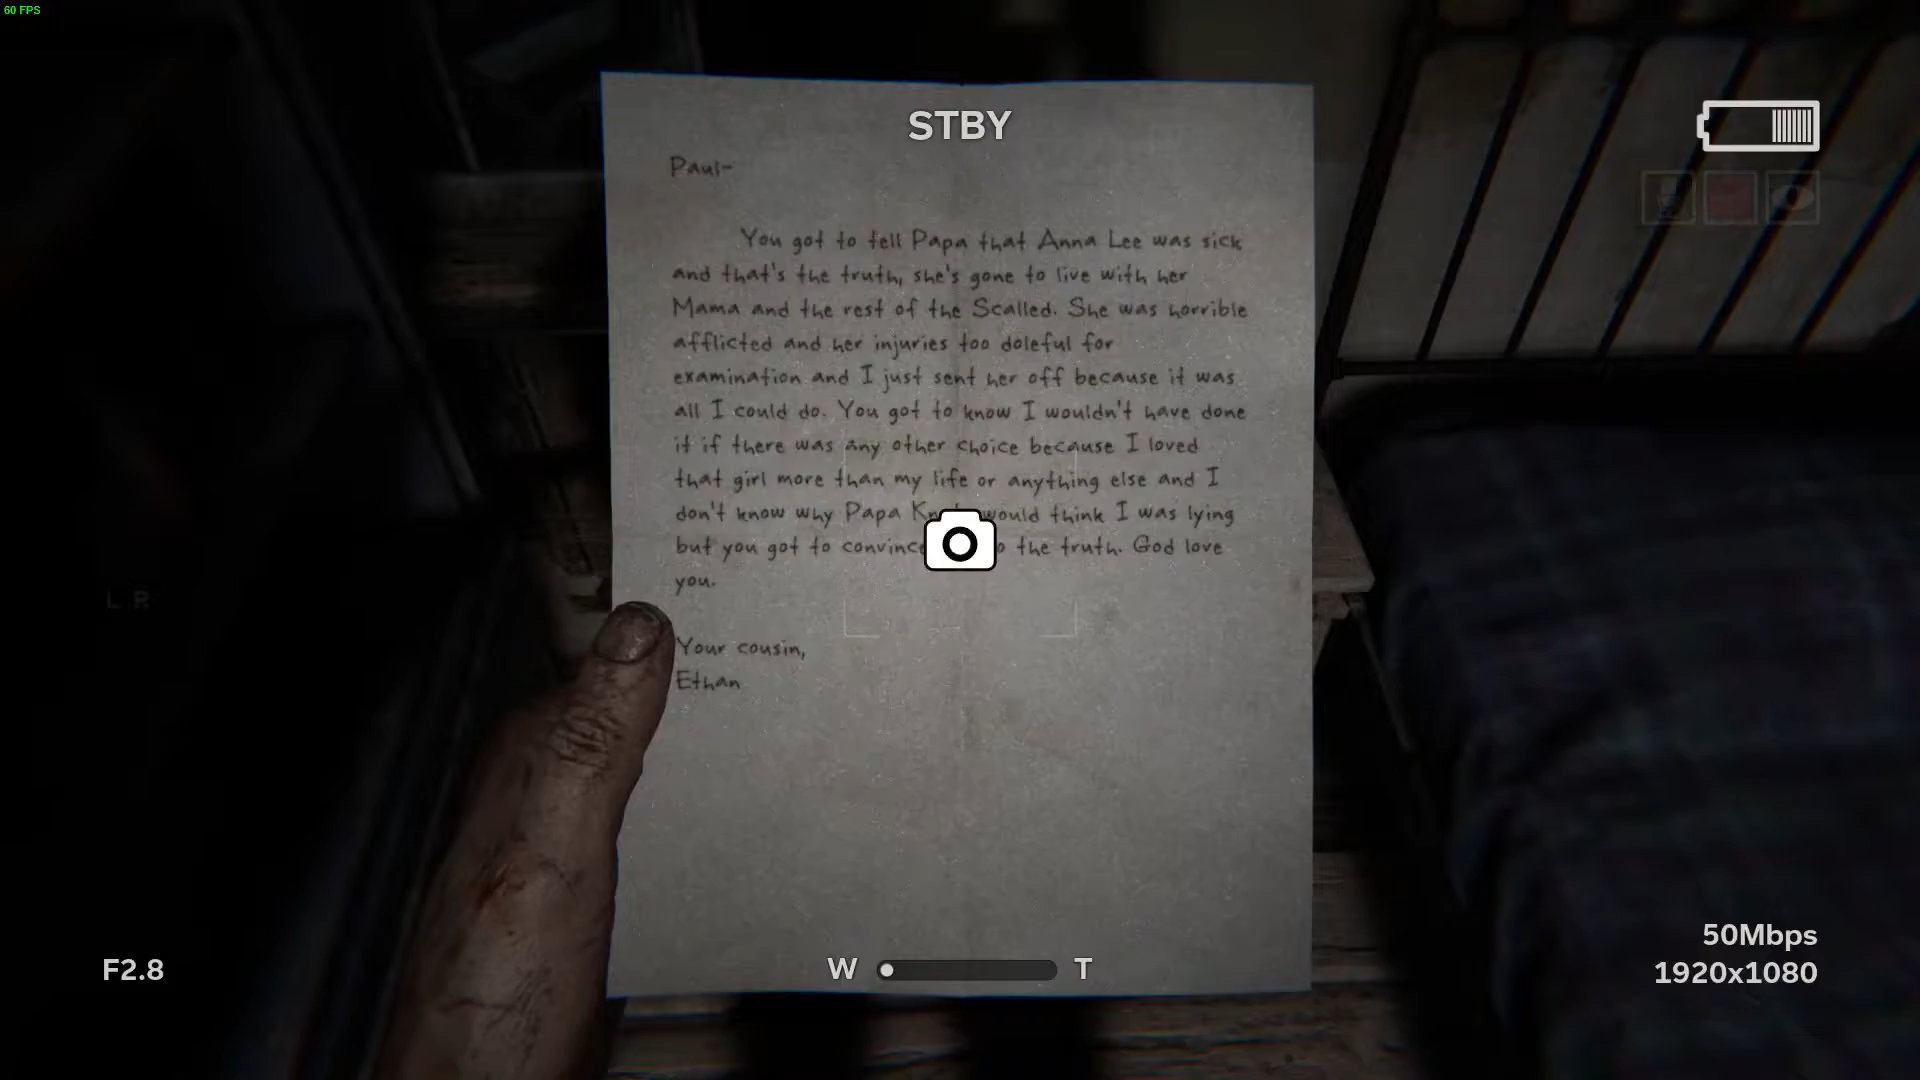 60 FPS
STBY
Paul-
You got to tell Papa that Anna Lee was sick
and that's the truth, she's gone to live with her
Mama and the rest of the Scalled. She was horrible
afflicted and her injuries too doleful for
examination and I just sent her off because it was
all I could do. You got to know I wouldn't have done
it if there was any other choice because I loved
that girl more than my life or anything else and I
don't know why Papa would think I was lying
but you got to convince the truth. God love
you.
L R
Your cousin,
Ethan
50Mbps
F2.8
W T
1920x1080